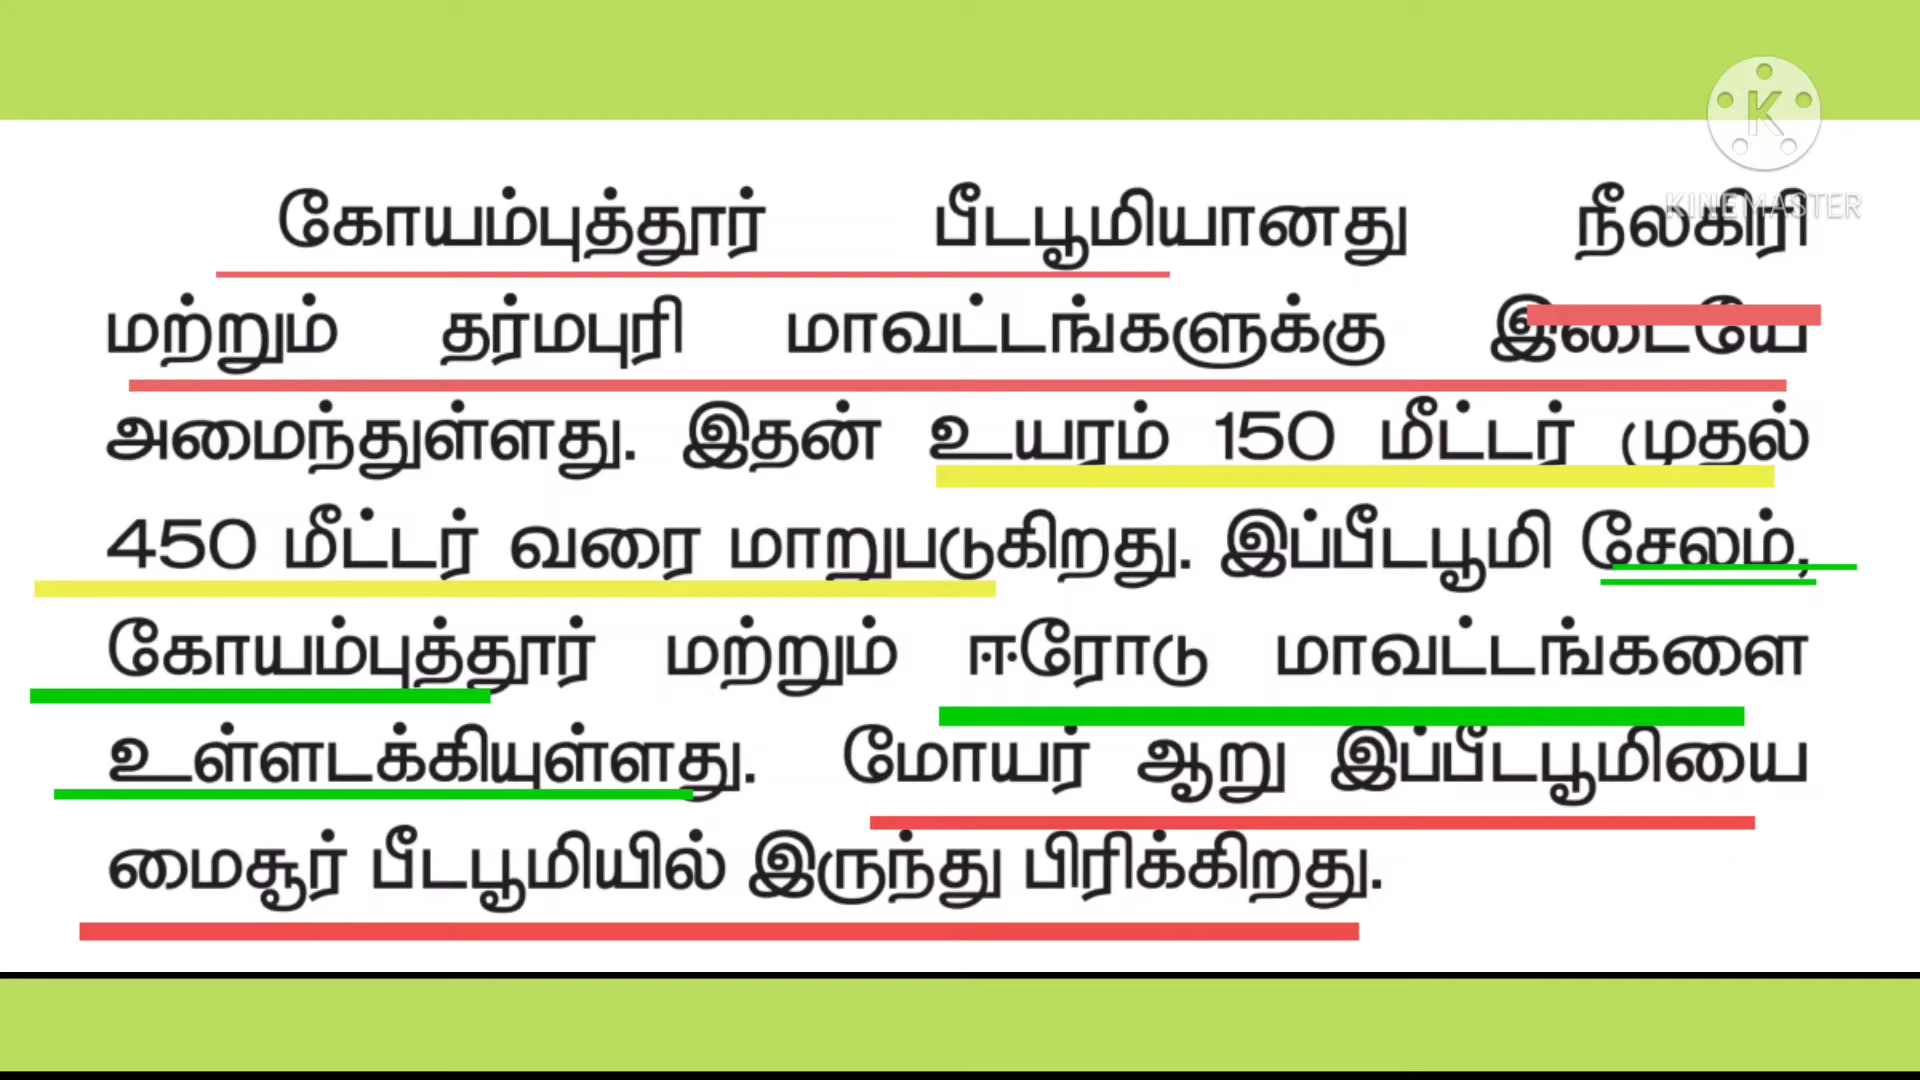 K
KINEMASTER
கோயம்புத்தூர் பீடபூமியானது நீலகிரி
மற்றும் தர்மபுரி மாவட்டங்களுக்கு இடையே
அமைந்துள்ளது. இதன் உயரம் 150 மீட்டர் முதல்
450 மீட்டர் வரை மாறுபடுகிறது. இப்பீடபூமி சேலம்,
கோயம்புத்தூர் மற்றும் ஈரோடு மாவட்டங்களை
உள்ளடக்கியுள்ளது. மோயர் ஆறு இப்பீடபூமியை
மைசூர் பீடபூமியில் இருந்து பிரிக்கிறது.